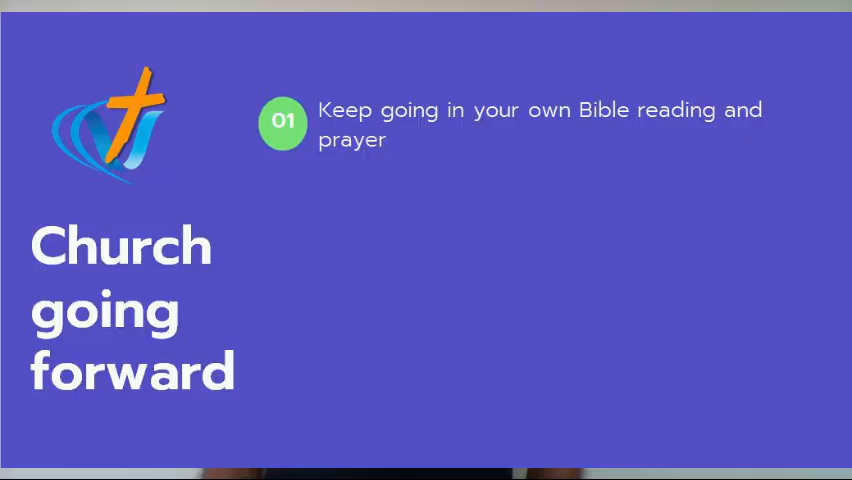 01
Keep going in your own Bible reading and
prayer
Church
going
forward